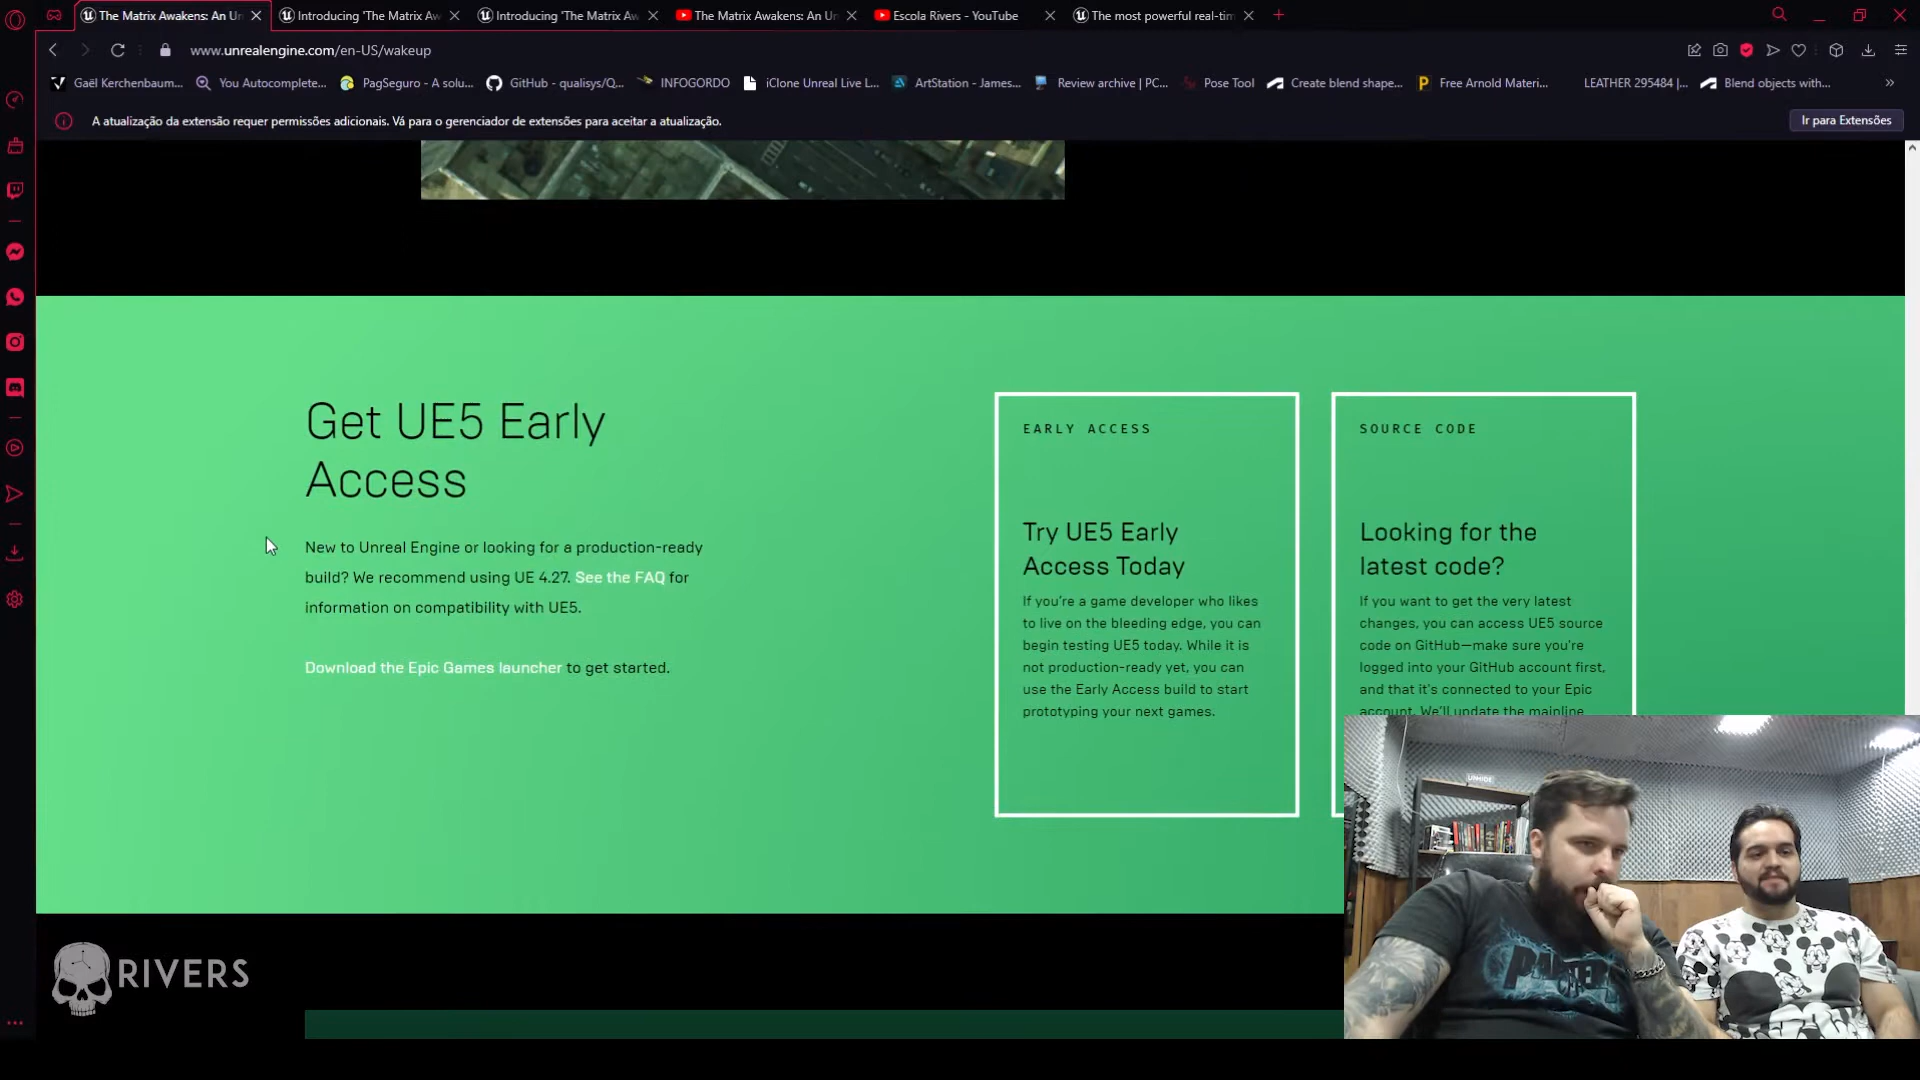 The Matrix Awakens: An Un
Introducing 'The Matrix Aw
Introducing 'The Matrix Aw
The Matrix Awakens: An Un
Escola Rivers - YouTube
The most powerful real-tim
www.unrealengine.com/en-US/wakeup
Gaël Kerchenbaum...
You Autocomplete...
PagSeguro - A solu...
GitHub - qualisys/Q...
INFOGORDO
iClone Unreal Live L...
ArtStation - James...
Review archive | PC...
Pose Tool
Create blend shape...
Free Arnold Materi...
LEATHER 295484 |...
Blend objects with...
A atualização da extensão requer permissões adicionais. Vá para o gerenciador de extensões para aceitar a atualização.
Ir para Extensões
Get UE5 Early
Access
New to Unreal Engine or looking for a production-ready
build? We recommend using UE 4.27. See the FAQ for
information on compatibility with UE5.
Download the Epic Games launcher to get started.
EARLY ACCESS
Try UE5 Early
Access Today
If you're a game developer who likes
to live on the bleeding edge, you can
begin testing UE5 today. While it is
not production-ready yet, you can
use the Early Access build to start
prototyping your next games.
SOURCE CODE
Looking for the
latest code?
If you want to get the very latest
changes, you can access UE5 source
code on GitHub—make sure you're
logged into your GitHub account first,
and that it's connected to your Epic
account. We'll update the mainline
RIVERS